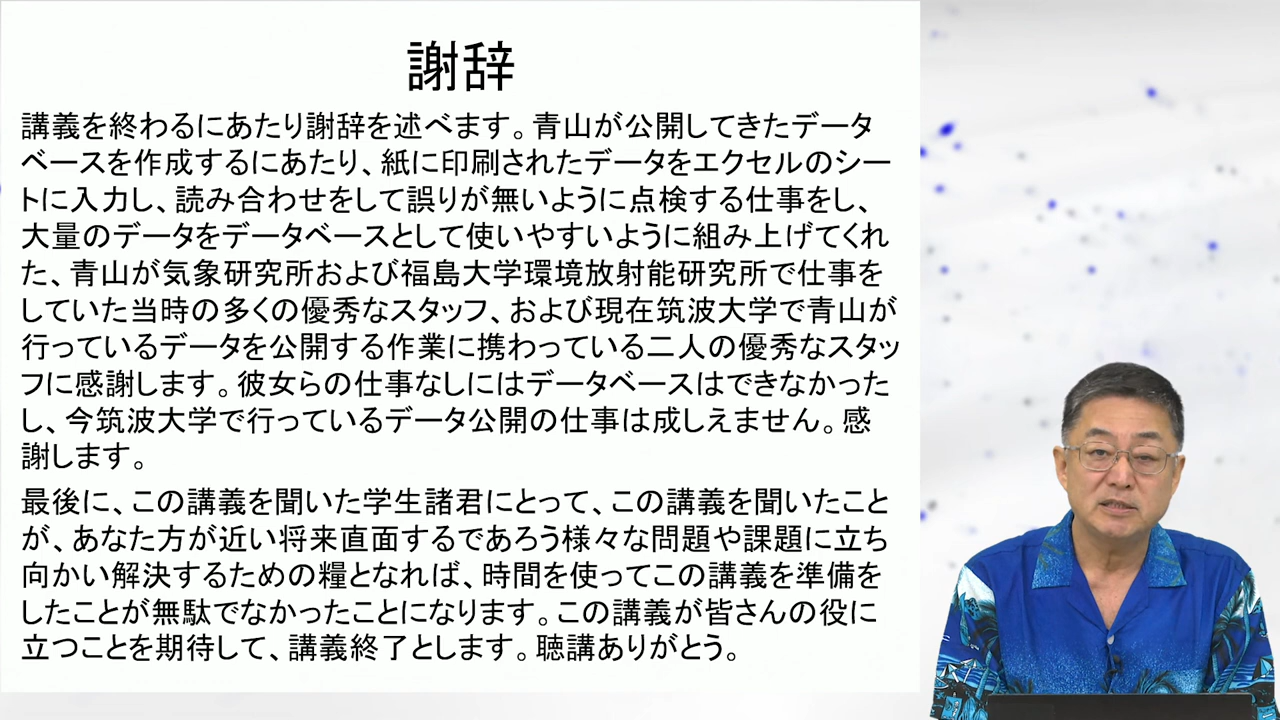 謝辞
講義を終わるにあたり謝辞を述べます。青山が公開してきたデータ
ベースを作成するにあたり、紙に印刷されたデータをエクセルのシー
トに入力し、読み合わせをして誤りが無いように点検する仕事をし、
大量のデータをデータベースとして使いやすいように組み上げてくれ
た、青山が気象研究所および福島大学環境放射能研究所で仕事を
していた当時の多くの優秀なスタッフ、および現在筑波大学で青山が
行っているデータを公開する作業に携わっている二人の優秀なスタッ
フに感謝します。彼女らの仕事なしにはデータベースはできなかった
し、今筑波大学で行っているデータ公開の仕事は成しえません。感
謝します。
最後に、この講義を聞いた学生諸君にとって、この講義を聞いたこと
が、あなた方が近い将来直面するであろう様々な問題や課題に立ち
向かい解決するための糧となれば、時間を使ってこの講義を準備を
したことが無駄でなかったことになります。この講義が皆さんの役に
立つことを期待して、講義終了とします。聴講ありがとう。